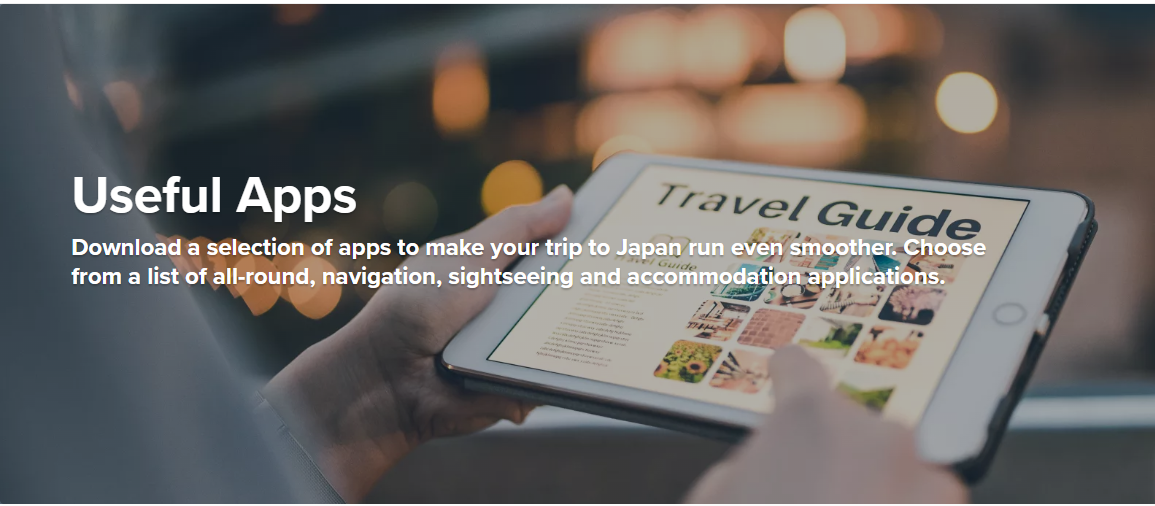 Useful Apps
Download a selection of apps to make your trip to Japan run even smoother. Choose
from a list of all-round, navigation, sightseeing and accommodation applications.
Travel Guide
Travel Guide